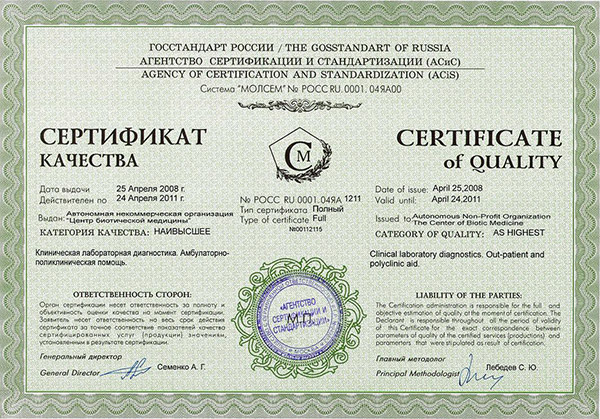 ГОССТАНДАРТ РОССИИ / THE GOSSTANDART OF RUSSIA
АГЕНТСТВО СЕРТИФИКАЦИИ И СТАНДАРТИЗАЦИИ (АСиС)
AGENCY OF CERTIFICATION AND STANDARDIZATION (ACiS)
Система "МОЛСЕМ" № РОСС RU. 0001. 04ЯА00
СЕРТИФИКАТ
КАЧЕСТВА
Дата выдачи 25 Апреля 2008 г.
Действителен по 24 Апреля 2011 г.
Выдан: Автономная некоммерческая организация
"Центр биотической медицины"
КАТЕГОРИЯ КАЧЕСТВА: НАИВЫСШЕЕ
Клиническая лабораторная диагностика. Амбулаторно-
поликлиническая помощь.
С М
№ РОСС RU 0001.04ЯА 1211
Тип сертификата Полный
Type of certificate Full
№00112115
CERTIFICATE
of QUALITY
Date of issue: April 25,2008
Valid until: April 24,2011
Issued to: Autonomous Non-Profit Organization
The Center of Biotic Medicine
CATEGORY OF QUALITY: AS HIGHEST
Clinical laboratory diagnostics. Out-patient and
polyclinic aid.
ОТВЕТСТВЕННОСТЬ СТОРОН:
Орган сертификации несет ответственность за полноту и
объективность оценки качества на момент сертификации.
Заявитель несет ответственность на весь срок действия
сертификата за точное соответствие показателей качества
сертифицированных услуг (продукции) значениям,
установленным в результате сертификации.
Генеральный директор
General Director Семенко А. Г.
«АГЕНТСТВО
СЕРТИФИКАЦИИ И
СТАНДАРТИЗАЦИИ»
М.П.
LIABILITY OF THE PARTIES:
The Certification administration is responsible for the full and
objective estimation of quality at the moment of certification. The
Declarer is responsible throughout all the period of validity
of this Certificate for the exact correspondence between
parameters of quality of the certified services (productions) and
parameters that were stipulated as result of certification.
Главный методолог
Principal Methodologist Лебедев С. Ю.